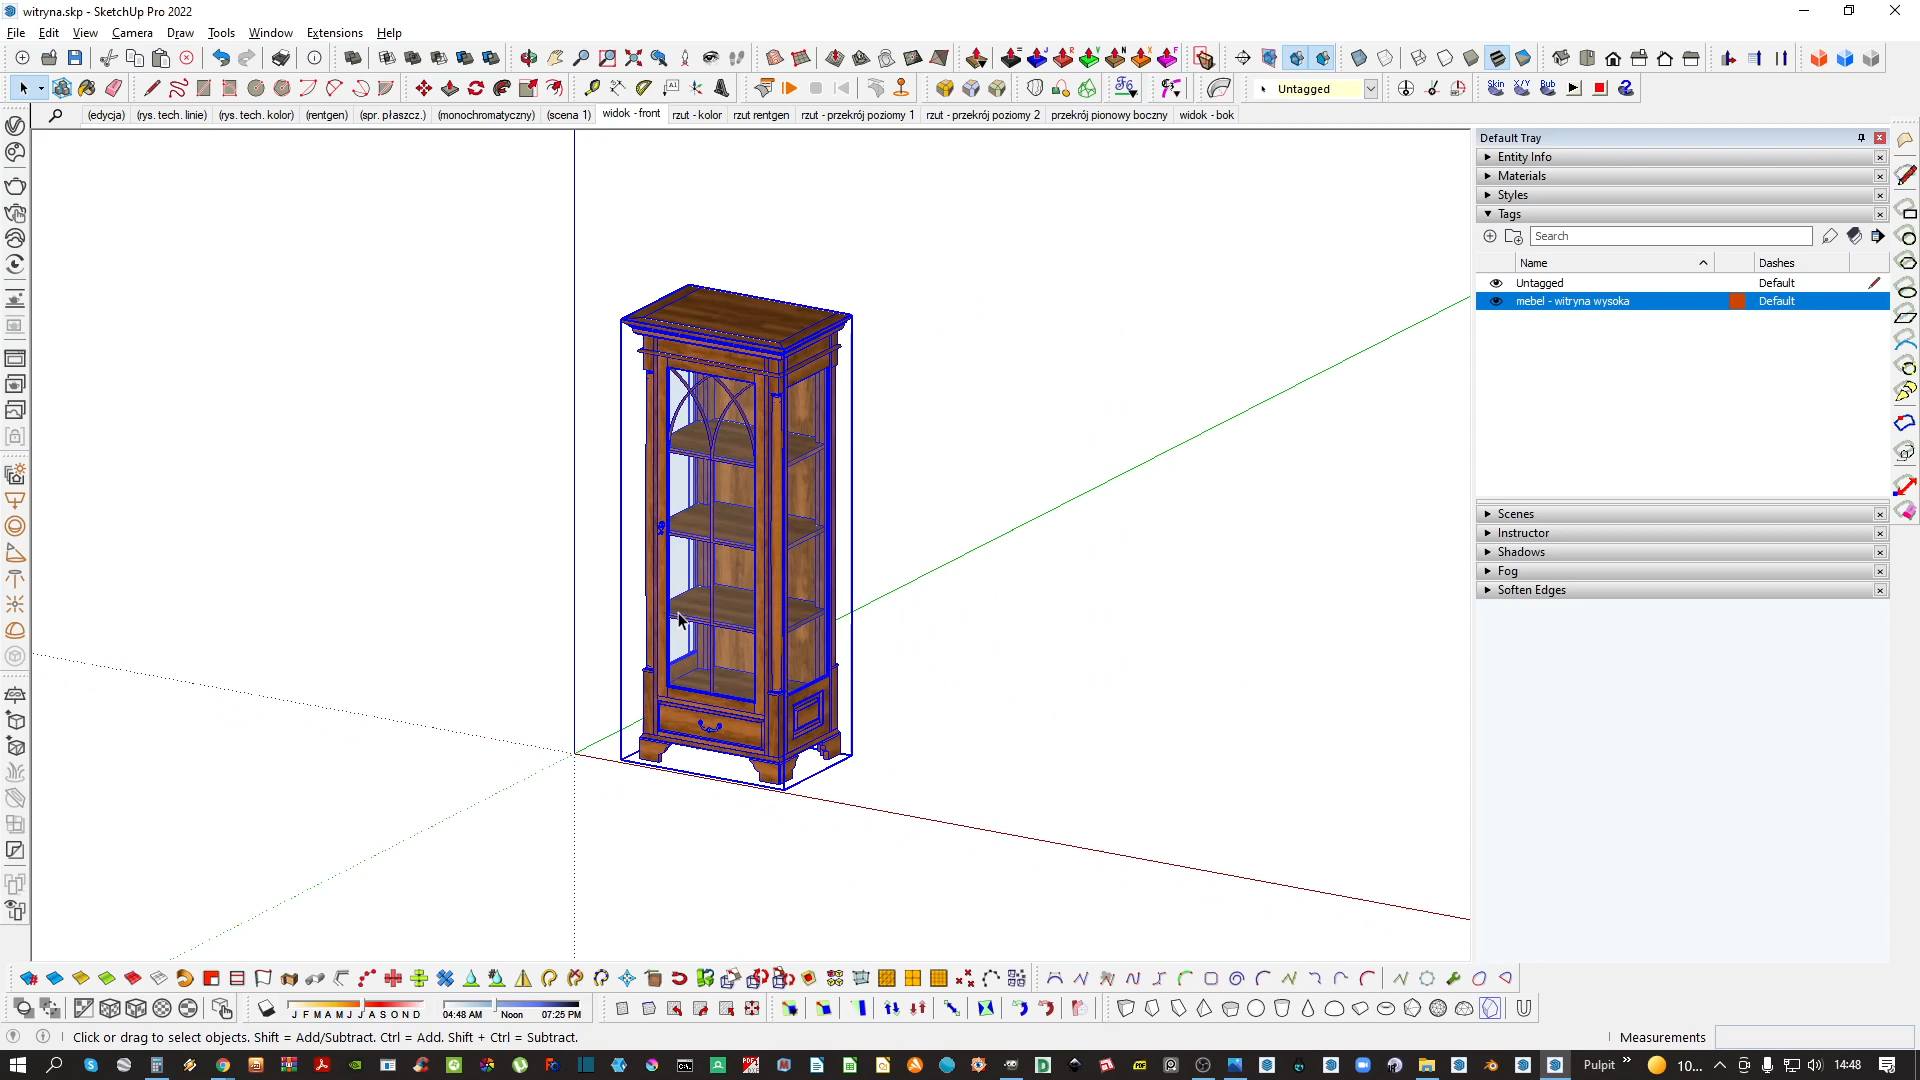 witryna.skp - SketchUp Pro 2022
File Edit View Camera Draw Tools Window Extensions Help
Untagged
Skin X/Y Bub
(edycja) (rys. tech. linie) (rys. tech. kolor) (rentgen) (spr. płaszcz.) (monochromatyczny) (scena 1) widok - front rzut - kolor rzut rentgen rzut - przekrój poziomy 1 rzut - przekrój poziomy 2 przekrój pionowy boczny widok - bok
Default Tray
Entity Info
Materials
Styles
Tags
Search
Name Dashes
Untagged Default
mebel - witryna wysoka Default
Scenes
Instructor
Shadows
Fog
Soften Edges
J F M A M J J A S O N D 04:48 AM Noon 07:25 PM
Click or drag to select objects. Shift = Add/Subtract. Ctrl = Add. Shift + Ctrl = Subtract.
Measurements
Pulpit 10... 14:48